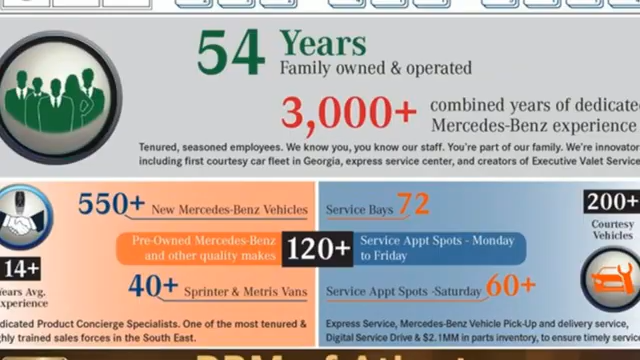 54 Years
Family owned & operated
3,000+ combined years of dedicated
Mercedes-Benz experience
Tenured, seasoned employees. We know you, you know our staff. You're part of our family. We're innovator
including first courtesy car fleet in Georgia, express service center, and creators of Executive Valet Service
550+ New Mercedes-Benz Vehicles
Pre-Owned Mercedes-Benz
and other quality makes
120+
40+ Sprinter & Metris Vans
14+
Years Avg.
xperience
dicated Product Concierge Specialists. One of the most tenured &
ghly trained sales forces in the South East.
Service Bays 72
Service Appt Spots - Monday
to Friday
Service Appt Spots -Saturday 60+
200+
Courtesy
Vehicles
Express Service, Mercedes-Benz Vehicle Pick-Up and delivery service,
Digital Service Drive & $2.1MM in parts inventory, to ensure timely service